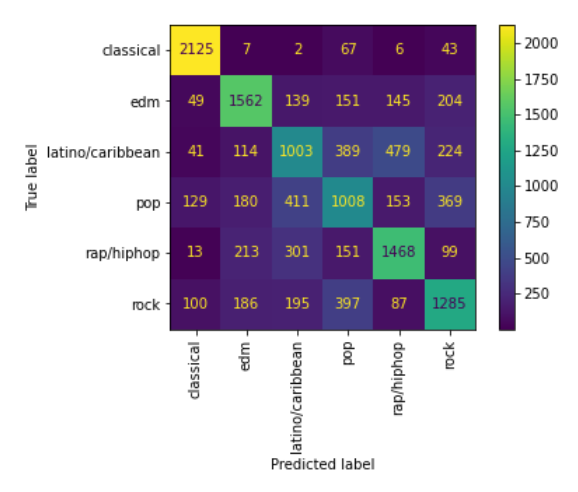 classical 2125 7 2 67 6 43
edm 49 1562 139 151 145 204
latino/caribbean 41 114 1003 389 479 224
pop 129 180 411 1008 153 369
rap/hiphop 13 213 301 151 1468 99
rock 100 186 195 397 87 1285
True label
classical
edm
latino/caribbean
pop
rap/hiphop
rock
Predicted label
2000
1750
1500
1250
1000
750
500
250